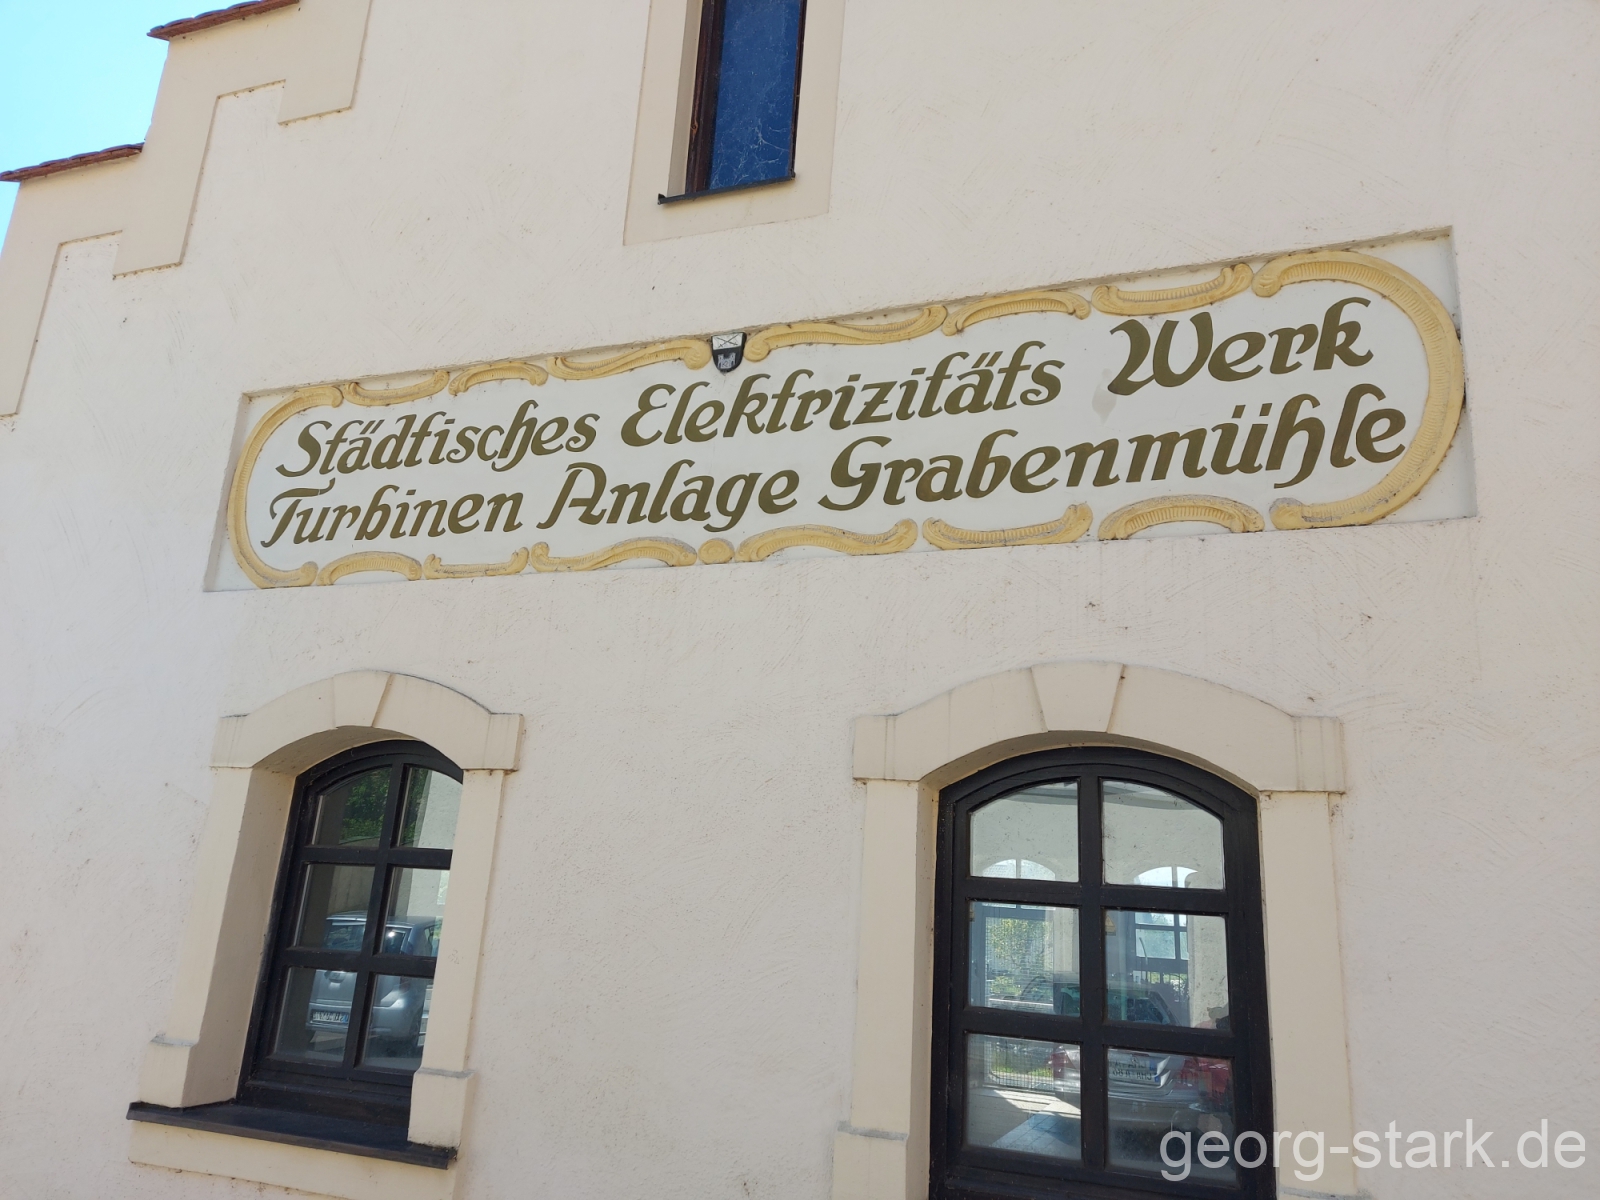 Städtisches Elektrizitäts Werk
Turbinen Anlage Grabenmühle
georg-stark.de